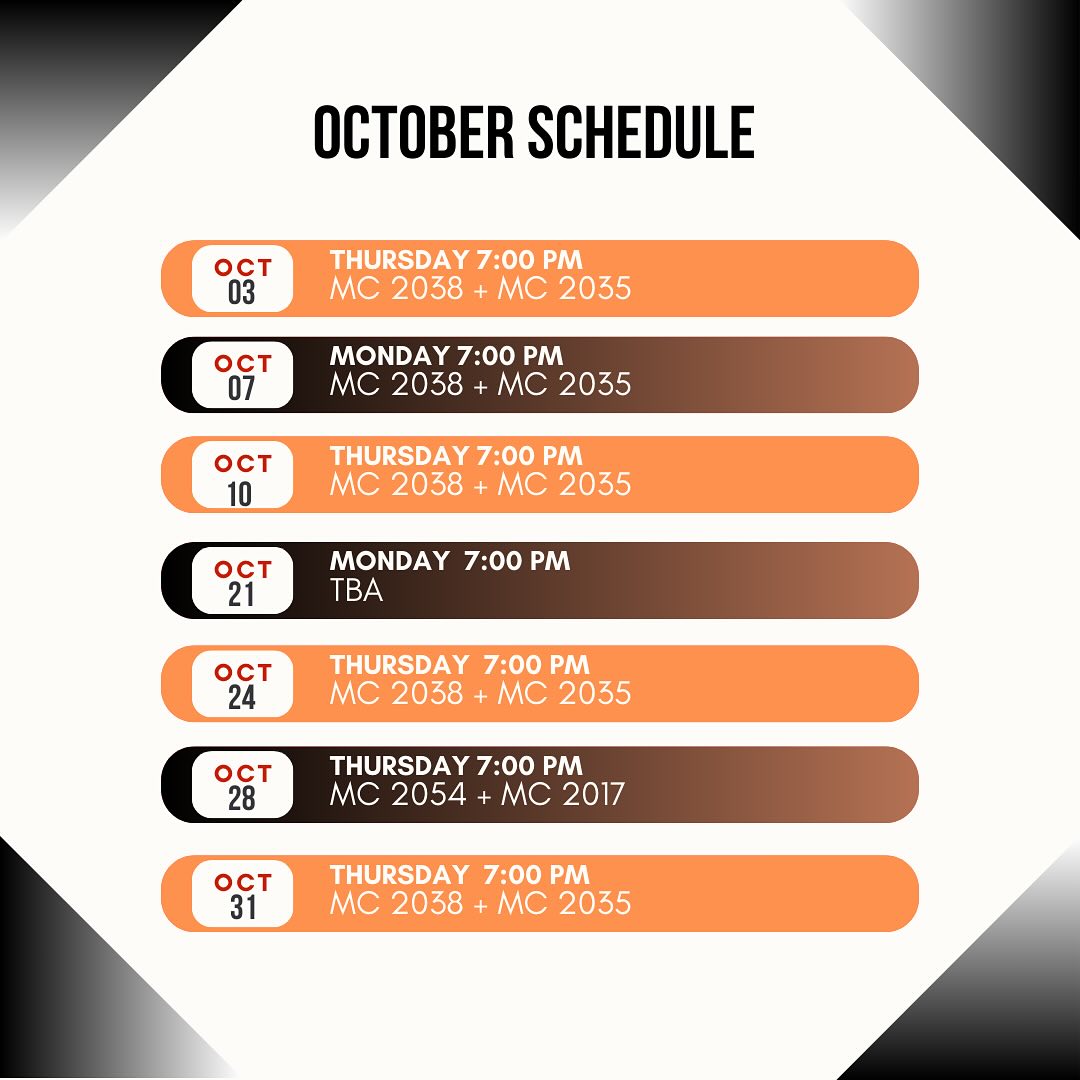 OCTOBER SCHEDULE
OCT
03
THURSDAY 7:00 PM
MC 2038 + MC 2035
OCT
07
MONDAY 7:00 PM
MC 2038 + MC 2035
OCT
10
THURSDAY 7:00 PM
MC 2038 + MC 2035
OCT
21
MONDAY 7:00 PM
TBA
OCT
24
THURSDAY 7:00 PM
MC 2038 + MC 2035
OCT
28
THURSDAY 7:00 PM
MC 2054 + MC 2017
OCT
31
THURSDAY 7:00 PM
MC 2038 + MC 2035